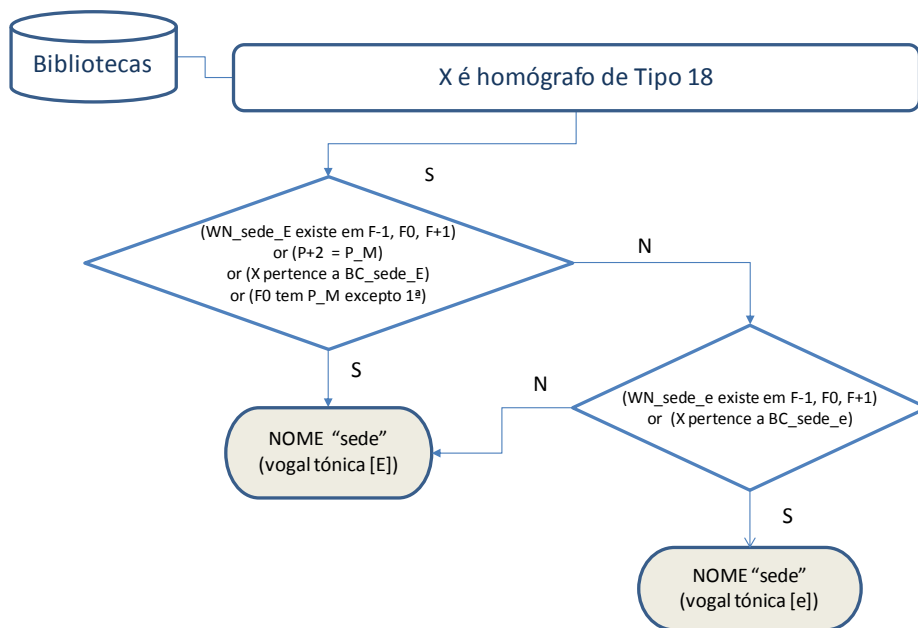 Bibliotecas
X é homógrafo de Tipo 18
S
(WN_sede_E existe em F-1, F0, F+1)
or (P+2 = P_M)
or (X pertence a BC_sede_E)
or (F0 tem P_M excepto 1ª)
N
S
N
(WN_sede_e existe em F-1, F0, F+1)
or (X pertence a BC_sede_e)
NOME “sede”
(vogal tónica [E])
S
NOME “sede”
(vogal tónica [e])